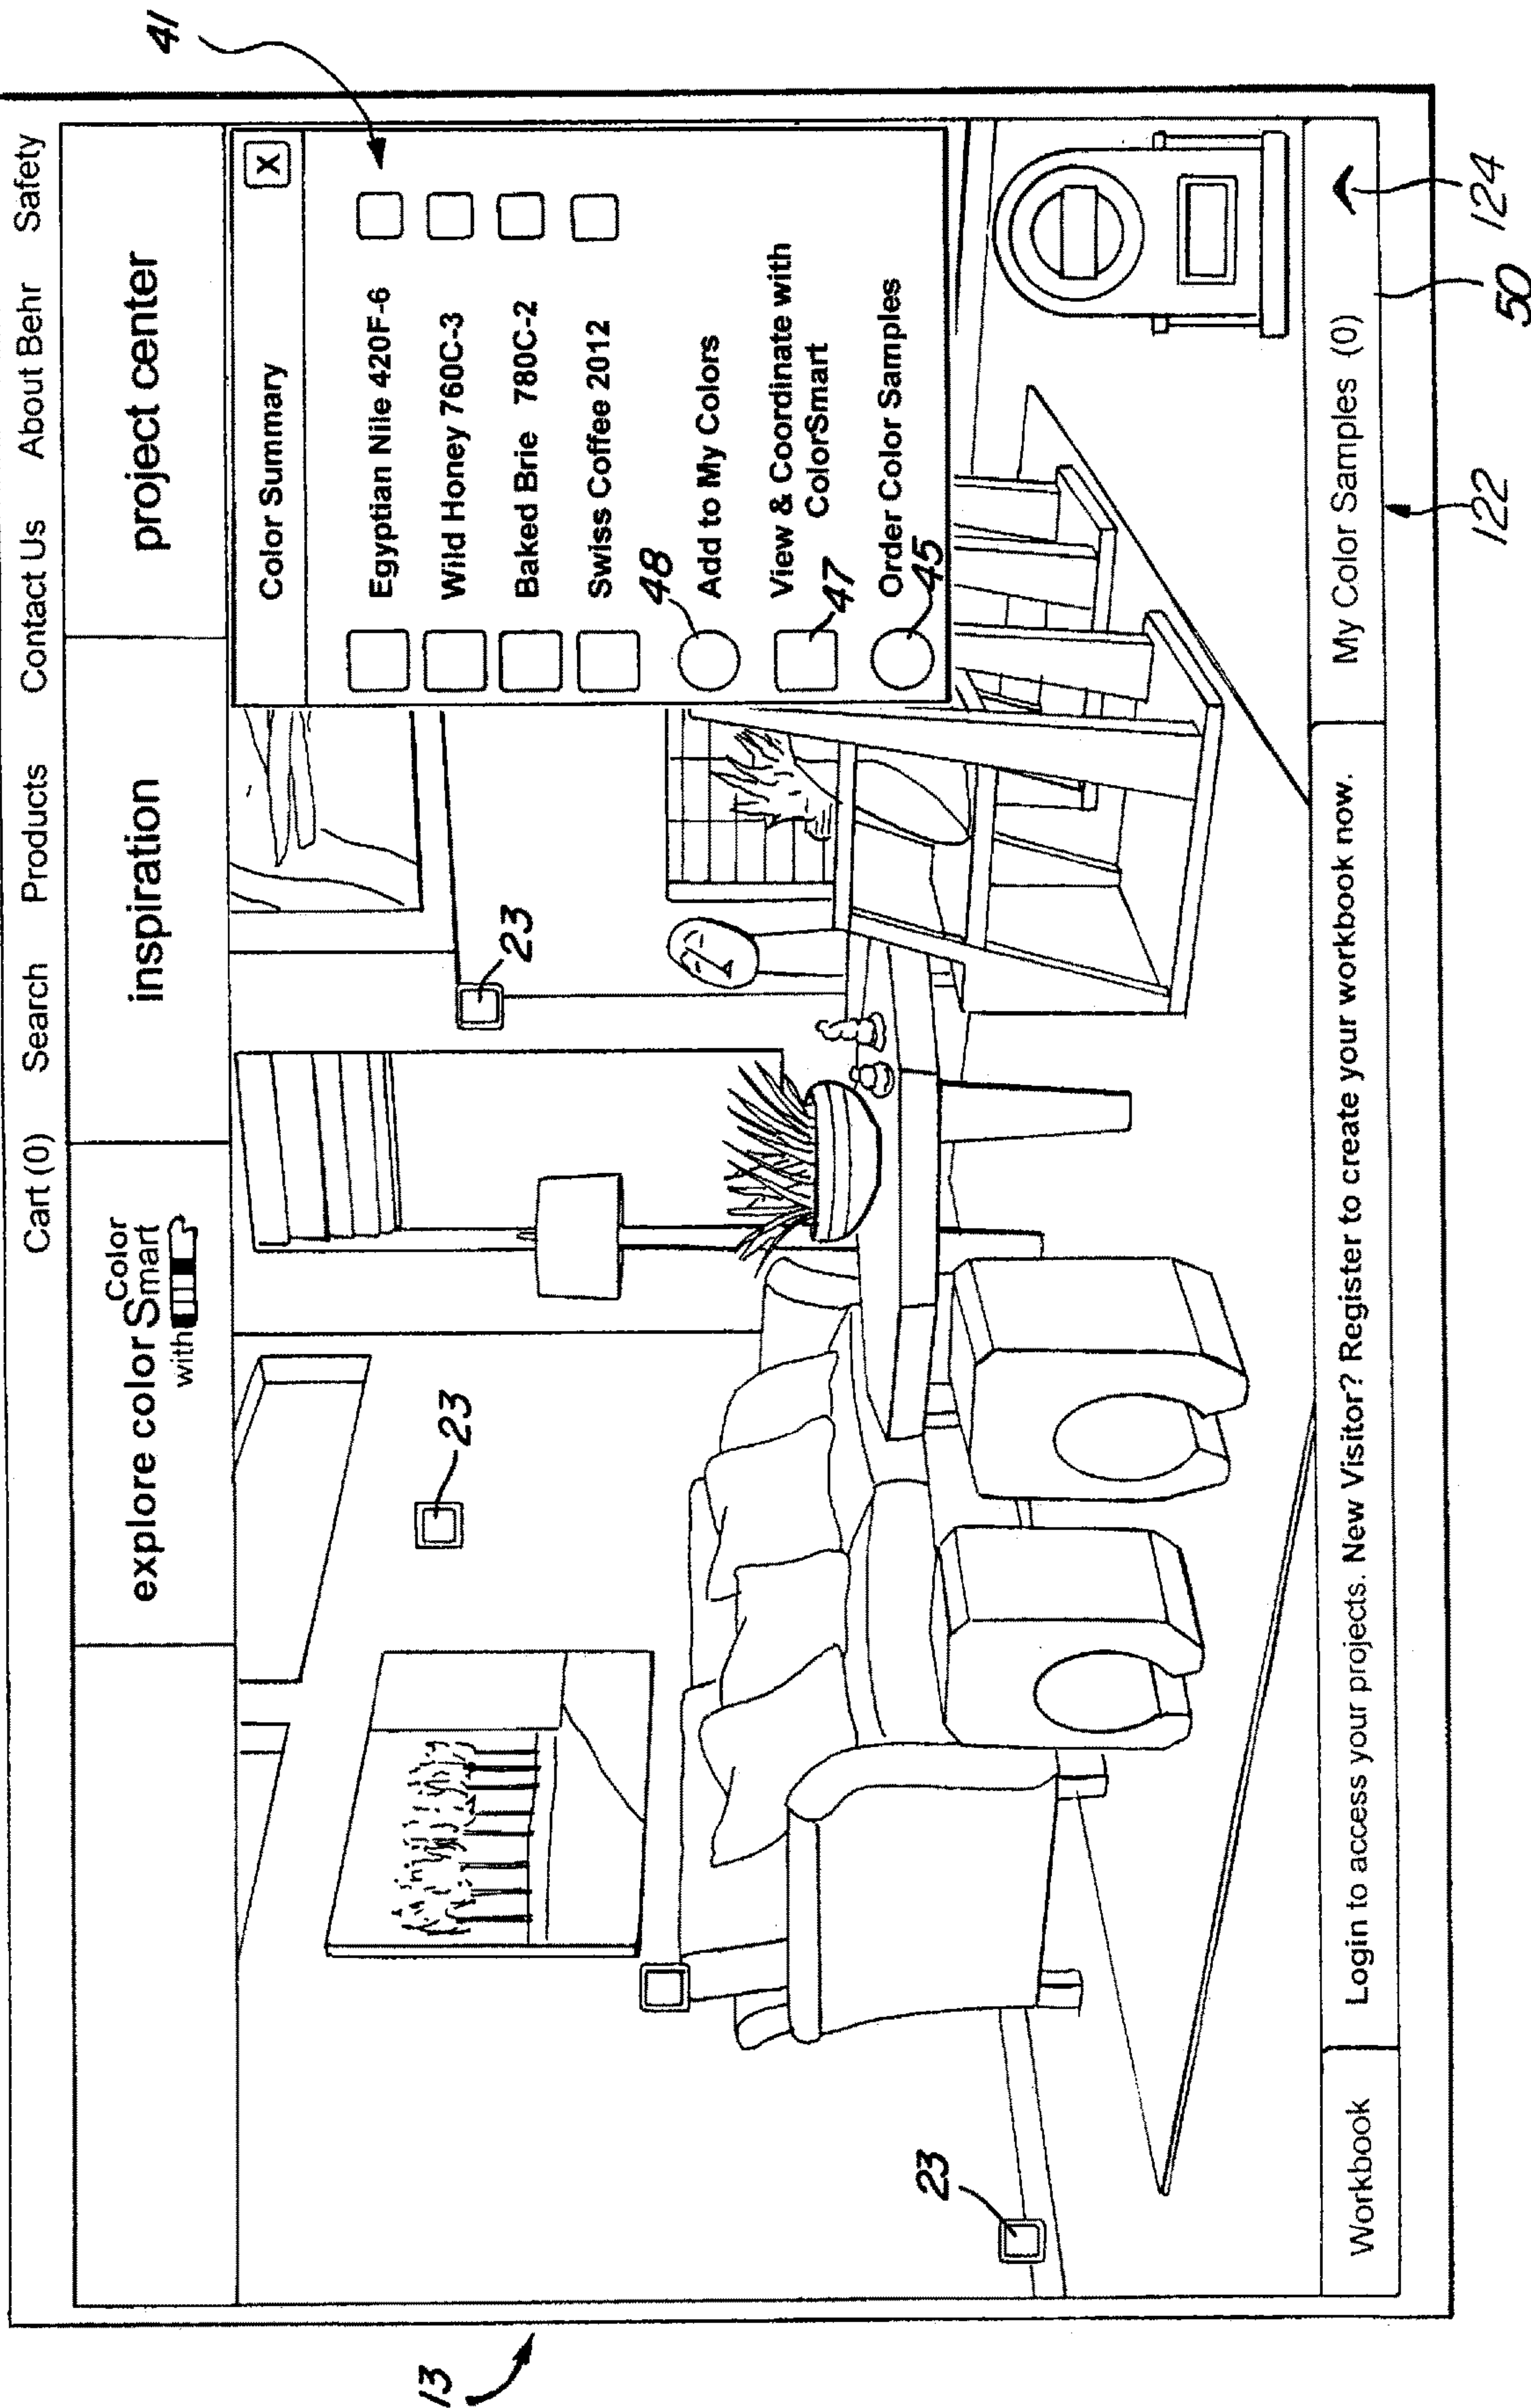 Cart (0) Search Products Contact Us About Behr Safety
explore color
with
Color
Smart
inspiration
project center
Color Summary X
Egyptian Nile 420F-6
Wild Honey 760C-3
Baked Brie 780C-2
Swiss Coffee 2012
Add to My Colors
View & Coordinate with
ColorSmart
Order Color Samples
41
48
47
45
23
23
23
13
Workbook Login to access your projects. New Visitor? Register to create your workbook now. My Color Samples (0)
122
50
124